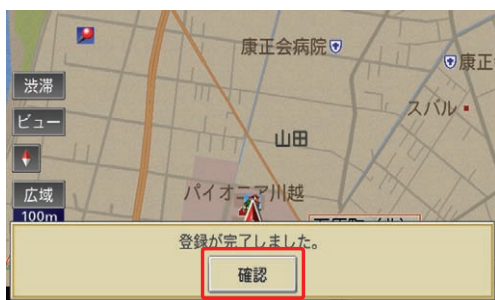 康正会病院
康正
渋滞
スバル
ビュー
山田
広域
パイオニア川越
100m
登録が完了しました。
確認